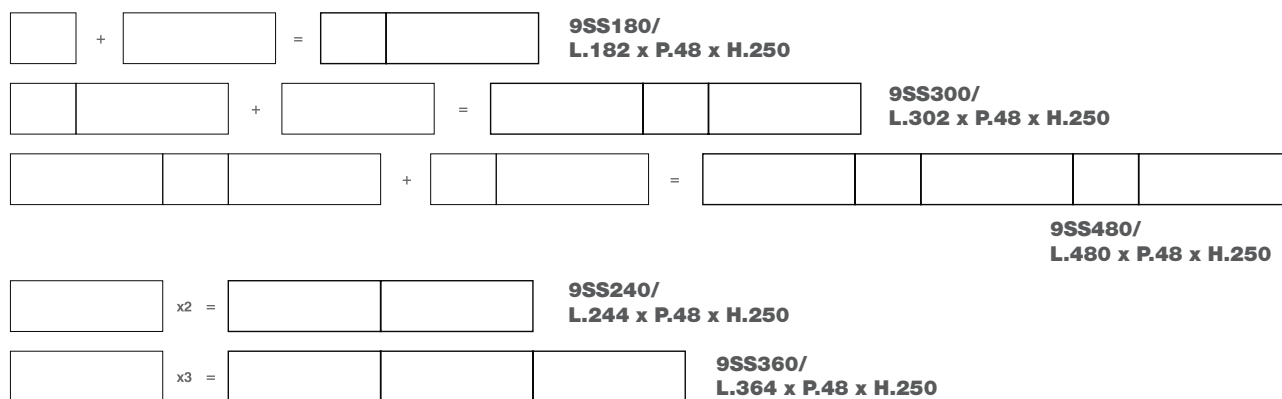 + = 9SS180/
L.182 x P.48 x H.250
+ = 9SS300/
L.302 x P.48 x H.250
+ =
9SS480/
L.480 x P.48 x H.250
x2 = 9SS240/
L.244 x P.48 x H.250
x3 = 9SS360/
L.364 x P.48 x H.250